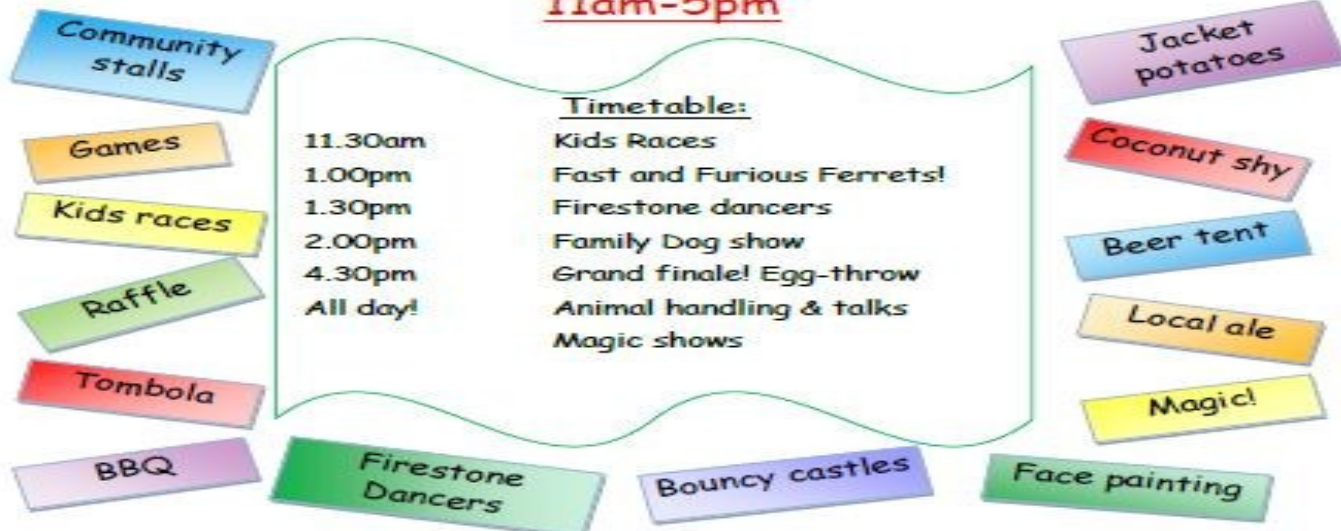 11am-5pm
Community
stalls
Games
Kids races
Raffle
Tombola
BBQ
Timetable:
11.30am Kids Races
1.00pm Fast and Furious Ferrets!
1.30pm Firestone dancers
2.00pm Family Dog show
4.30pm Grand finale! Egg-throw
All day! Animal handling & talks
Magic shows
Jacket
potatoes
Coconut shy
Beer tent
Local ale
Magic!
Firestone
Dancers
Bouncy castles
Face painting